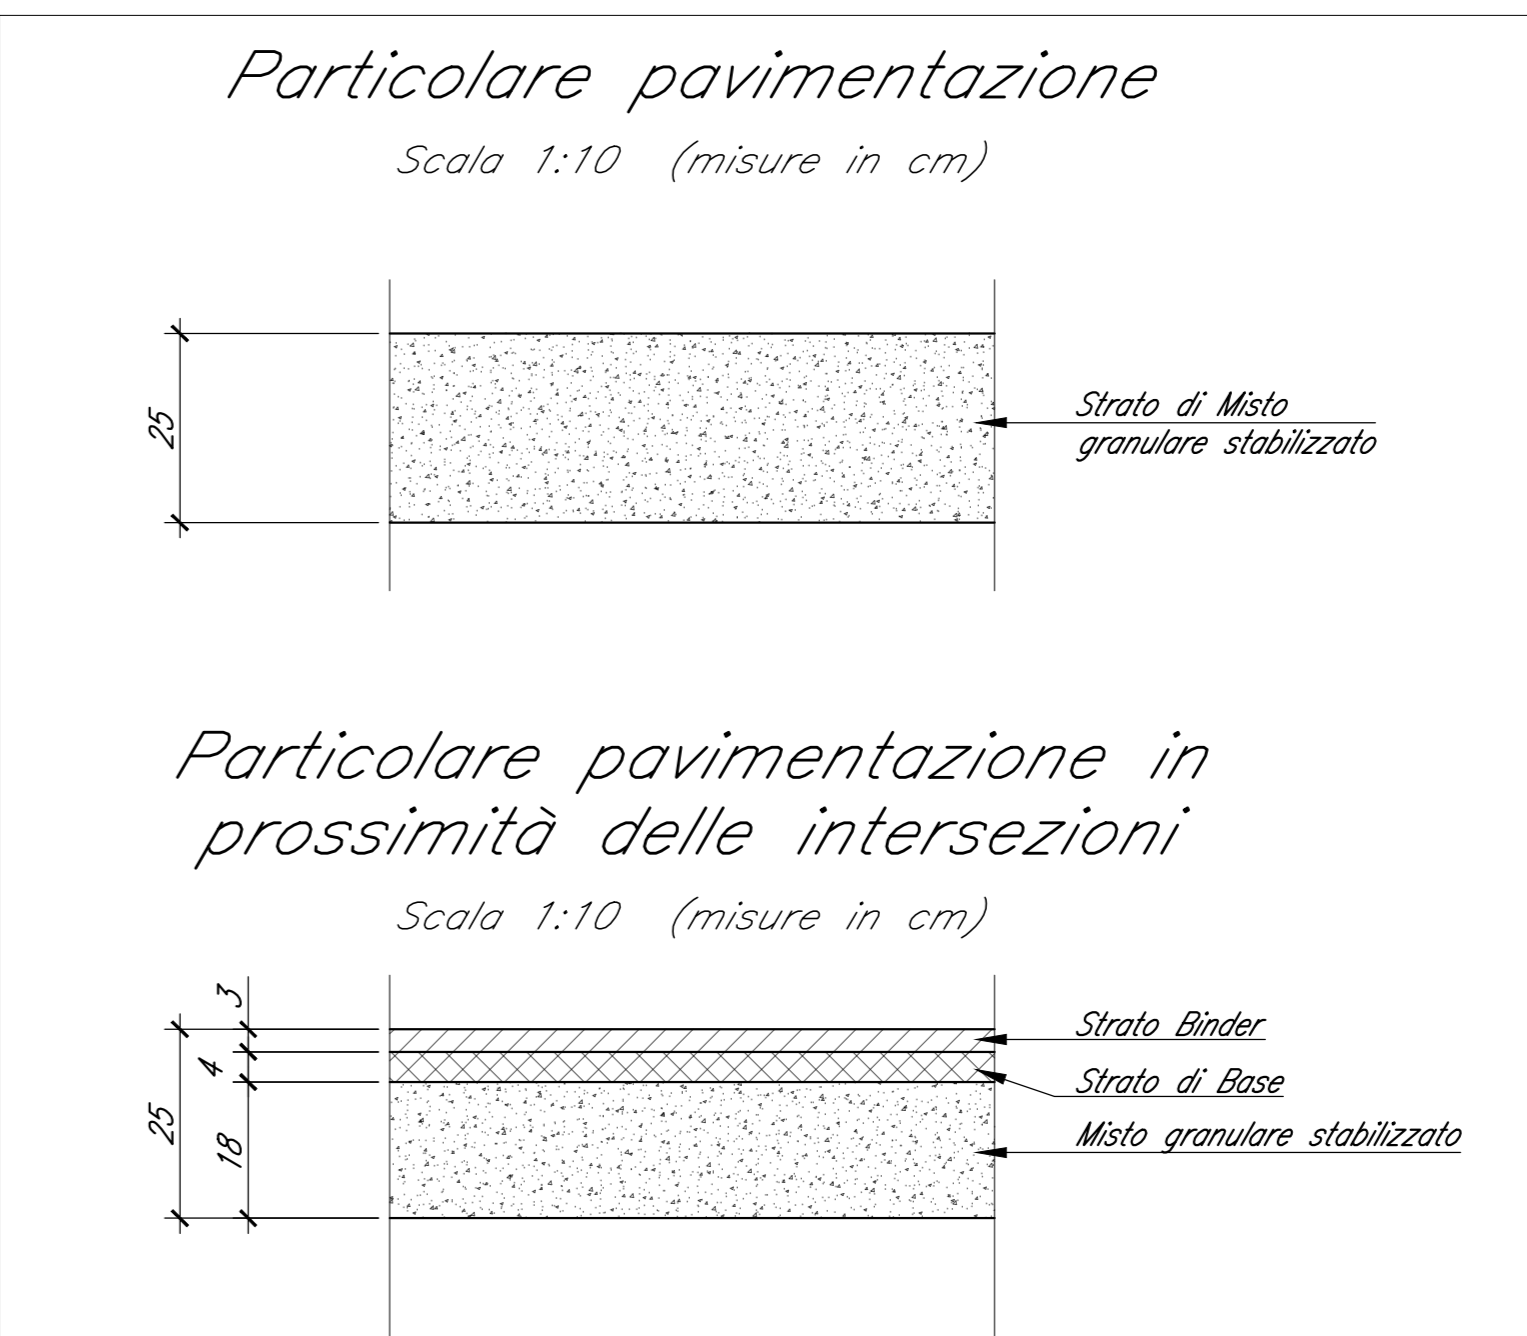 Particolare pavimentazione
Scala 1:10 (misure in cm)
25
Strato di Misto
granulare stabilizzato
Particolare pavimentazione in
prossimità delle intersezioni
Scala 1:10 (misure in cm)
3
4
25
18
Strato Binder
Strato di Base
Misto granulare stabilizzato